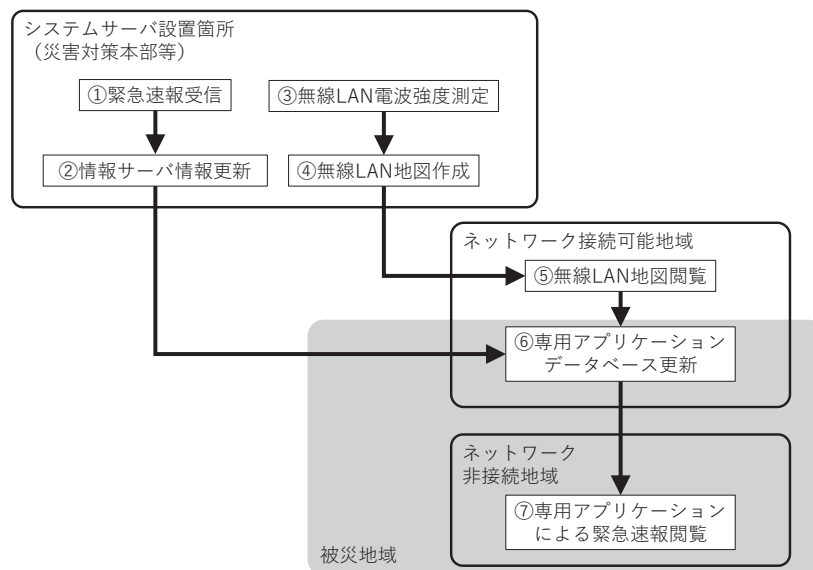 システムサーバ設置箇所
（災害対策本部等）
①緊急速報受信
③無線LAN電波強度測定
②情報サーバ情報更新
④無線LAN地図作成
ネットワーク接続可能地域
⑤無線LAN地図閲覧
⑥専用アプリケーション
データベース更新
ネットワーク
非接続地域
⑦専用アプリケーション
による緊急速報閲覧
被災地域